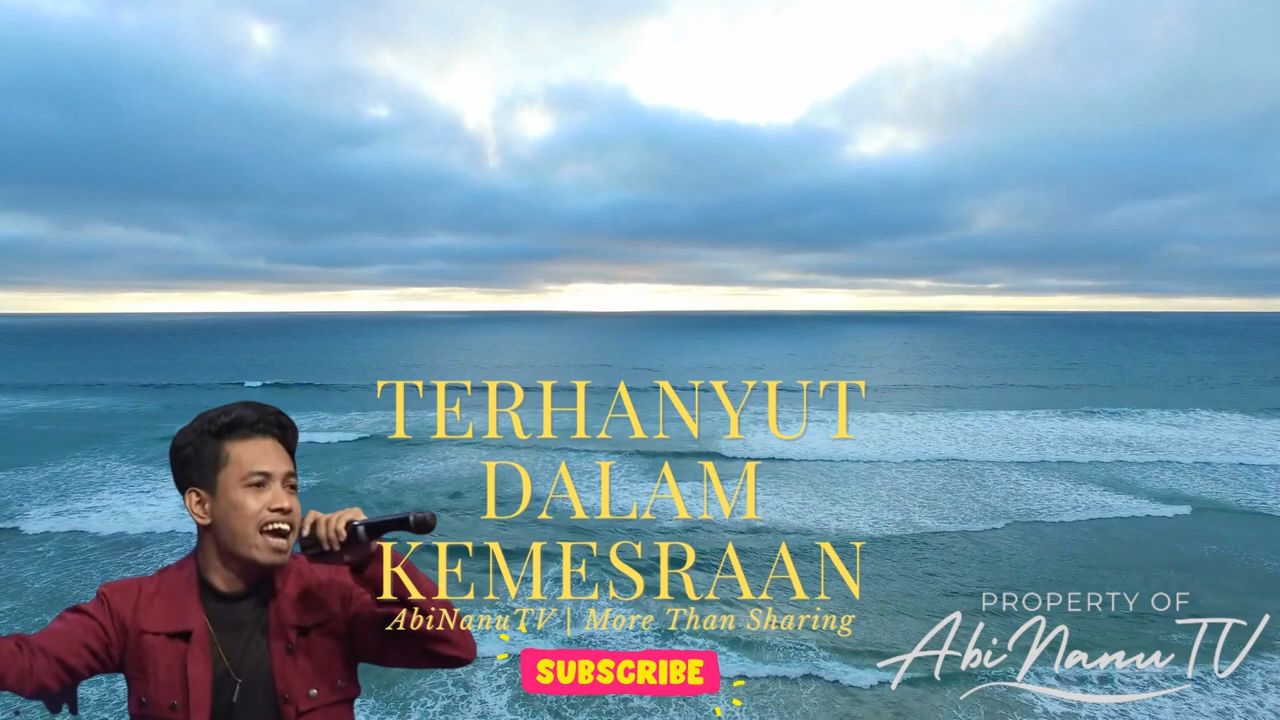 TERHANYUT
DALAM
KEMESRAAN
AbiNanuTV | More Than Sharing
SUBSCRIBE
PROPERTY OF
AbiNanuTV